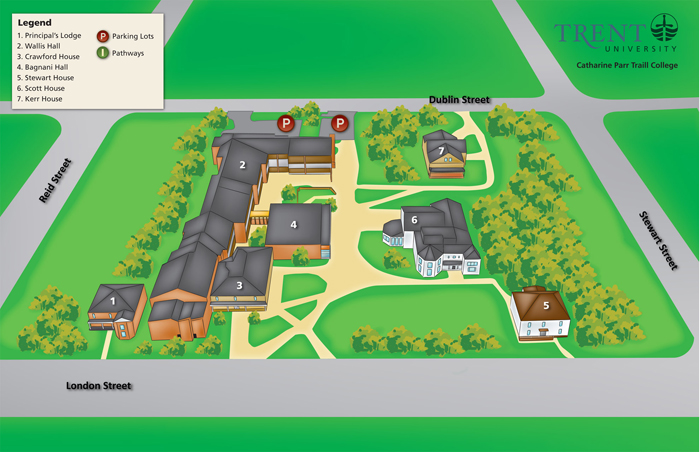 Legend
1. Principal's Lodge
2. Wallis Hall
3. Crawford House
4. Bagnani Hall
5. Stewart House
6. Scott House
7. Kerr House
P Parking Lots
I Pathways
TRENT
UNIVERSITY
Catharine Parr Traill College
Dublin Street
P
P
Reid Street
Stewart Street
London Street
2
7
4
6
3
1
5